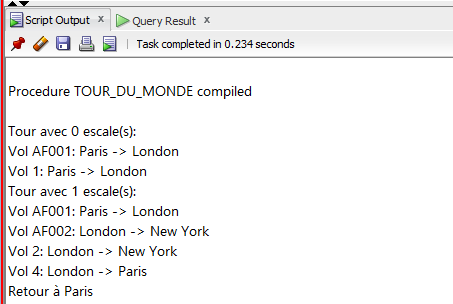 Script Output x Query Result x
Task completed in 0.234 seconds
Procedure TOUR_DU_MONDE compiled
Tour avec 0 escale(s):
Vol AF001: Paris -> London
Vol 1: Paris -> London
Tour avec 1 escale(s):
Vol AF001: Paris -> London
Vol AF002: London -> New York
Vol 2: London -> New York
Vol 4: London -> Paris
Retour à Paris